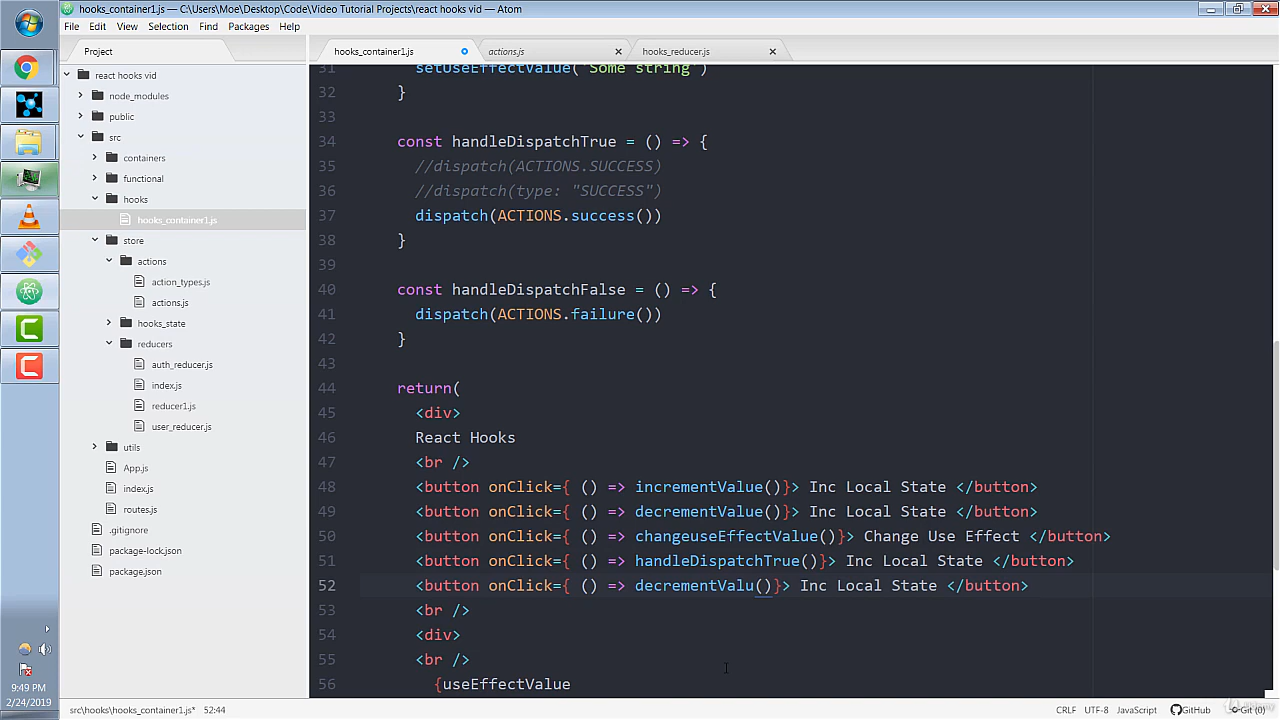 hooks_container1.js — C:\Users\Moe\Desktop\Code\Video Tutorial Projects\react hooks vid — Atom
File Edit View Selection Find Packages Help
Project
hooks_container1.js
actions.js
hooks_reducer.js
react hooks vid
node_modules
public
src
containers
functional
hooks
hooks_container1.js
store
actions
action_types.js
actions.js
hooks_state
reducers
auth_reducer.js
index.js
reducer1.js
user_reducer.js
utils
App.js
index.js
routes.js
.gitignore
package-lock.json
package.json
31 setUseEffectValue("Some string")
32 }
33
34 const handleDispatchTrue = () => {
35 //dispatch(ACTIONS.SUCCESS)
36 //dispatch(type: "SUCCESS")
37 dispatch(ACTIONS.success())
38 }
39
40 const handleDispatchFalse = () => {
41 dispatch(ACTIONS.failure())
42 }
43
44 return(
45 <div>
46 React Hooks
47 <br />
48 <button onClick={ () => incrementValue()}> Inc Local State </button>
49 <button onClick={ () => decrementValue()}> Inc Local State </button>
50 <button onClick={ () => changeuseEffectValue()}> Change Use Effect </button>
51 <button onClick={ () => handleDispatchTrue()}> Inc Local State </button>
52 <button onClick={ () => decrementValu()}> Inc Local State </button>
53 <br />
54 <div>
55 <br />
56 {useEffectValue
9:49 PM
2/24/2019
src\hooks\hooks_container1.js* 52:44
CRLF UTF-8 JavaScript GitHub Git (0)